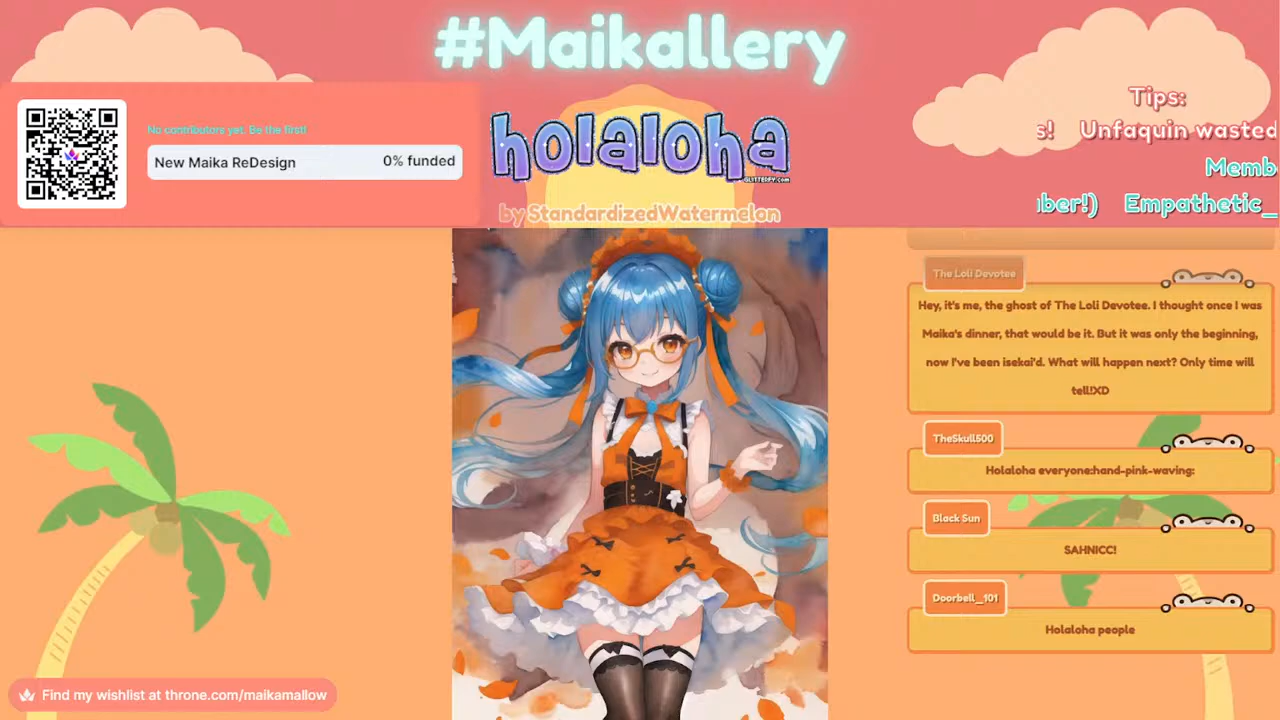 #Maikallery
No contributors yet. Be the first!
New Maika ReDesign
0% funded
holaloha
GLITTERFY.COM
by StandardizedWatermelon
Tips:
s! Unfaquin wasted
Memb
ber!) Empathetic_
The Loli Devotee
Hey, it's me, the ghost of The Loli Devotee. I thought once I was
Maika's dinner, that would be it. But it was only the beginning,
now I've been isekai'd. What will happen next? Only time will
tell!XD
TheSkull500
Holaloha everyone:hand-pink-waving:
Black Sun
SAHNICC!
Doorbell_101
Holaloha people
Find my wishlist at throne.com/maikamallow